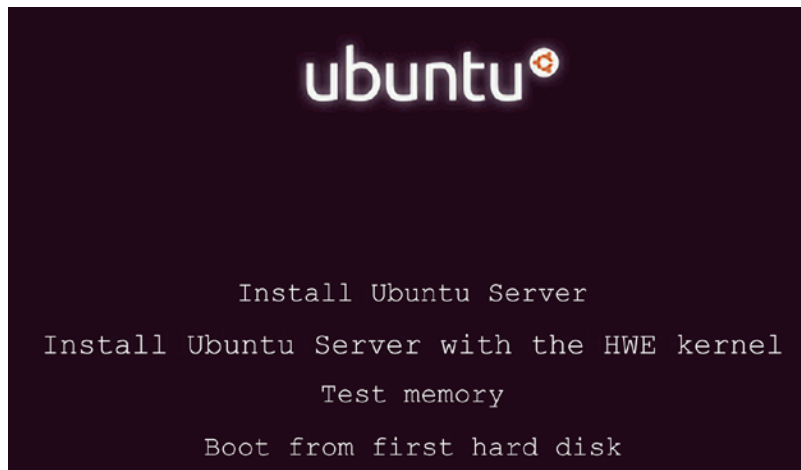 ubuntu
Install Ubuntu Server
Install Ubuntu Server with the HWE kernel
Test memory
Boot from first hard disk